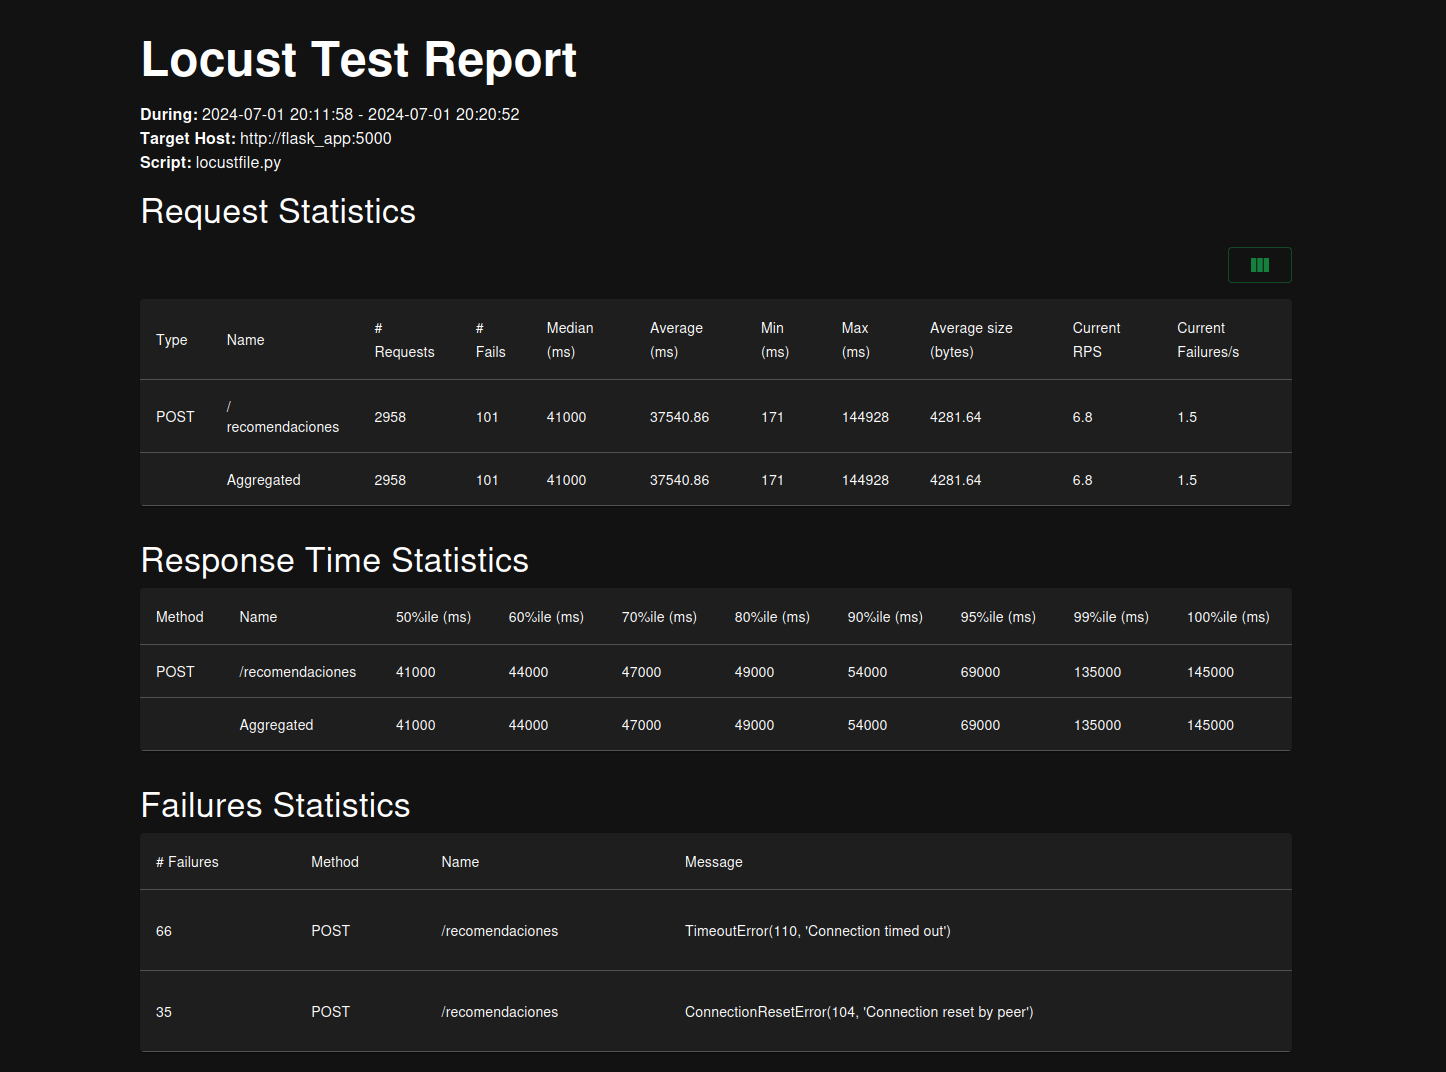 Locust Test Report
During: 2024-07-01 20:11:58 - 2024-07-01 20:20:52
Target Host: http://flask_app:5000
Script: locustfile.py
Request Statistics
Type Name # Requests # Fails Median (ms) Average (ms) Min (ms) Max (ms) Average size (bytes) Current RPS Current Failures/s
POST / recomendaciones 2958 101 41000 37540.86 171 144928 4281.64 6.8 1.5
Aggregated 2958 101 41000 37540.86 171 144928 4281.64 6.8 1.5
Response Time Statistics
Method Name 50%ile (ms) 60%ile (ms) 70%ile (ms) 80%ile (ms) 90%ile (ms) 95%ile (ms) 99%ile (ms) 100%ile (ms)
POST /recomendaciones 41000 44000 47000 49000 54000 69000 135000 145000
Aggregated 41000 44000 47000 49000 54000 69000 135000 145000
Failures Statistics
# Failures Method Name Message
66 POST /recomendaciones TimeoutError(110, 'Connection timed out')
35 POST /recomendaciones ConnectionResetError(104, 'Connection reset by peer')